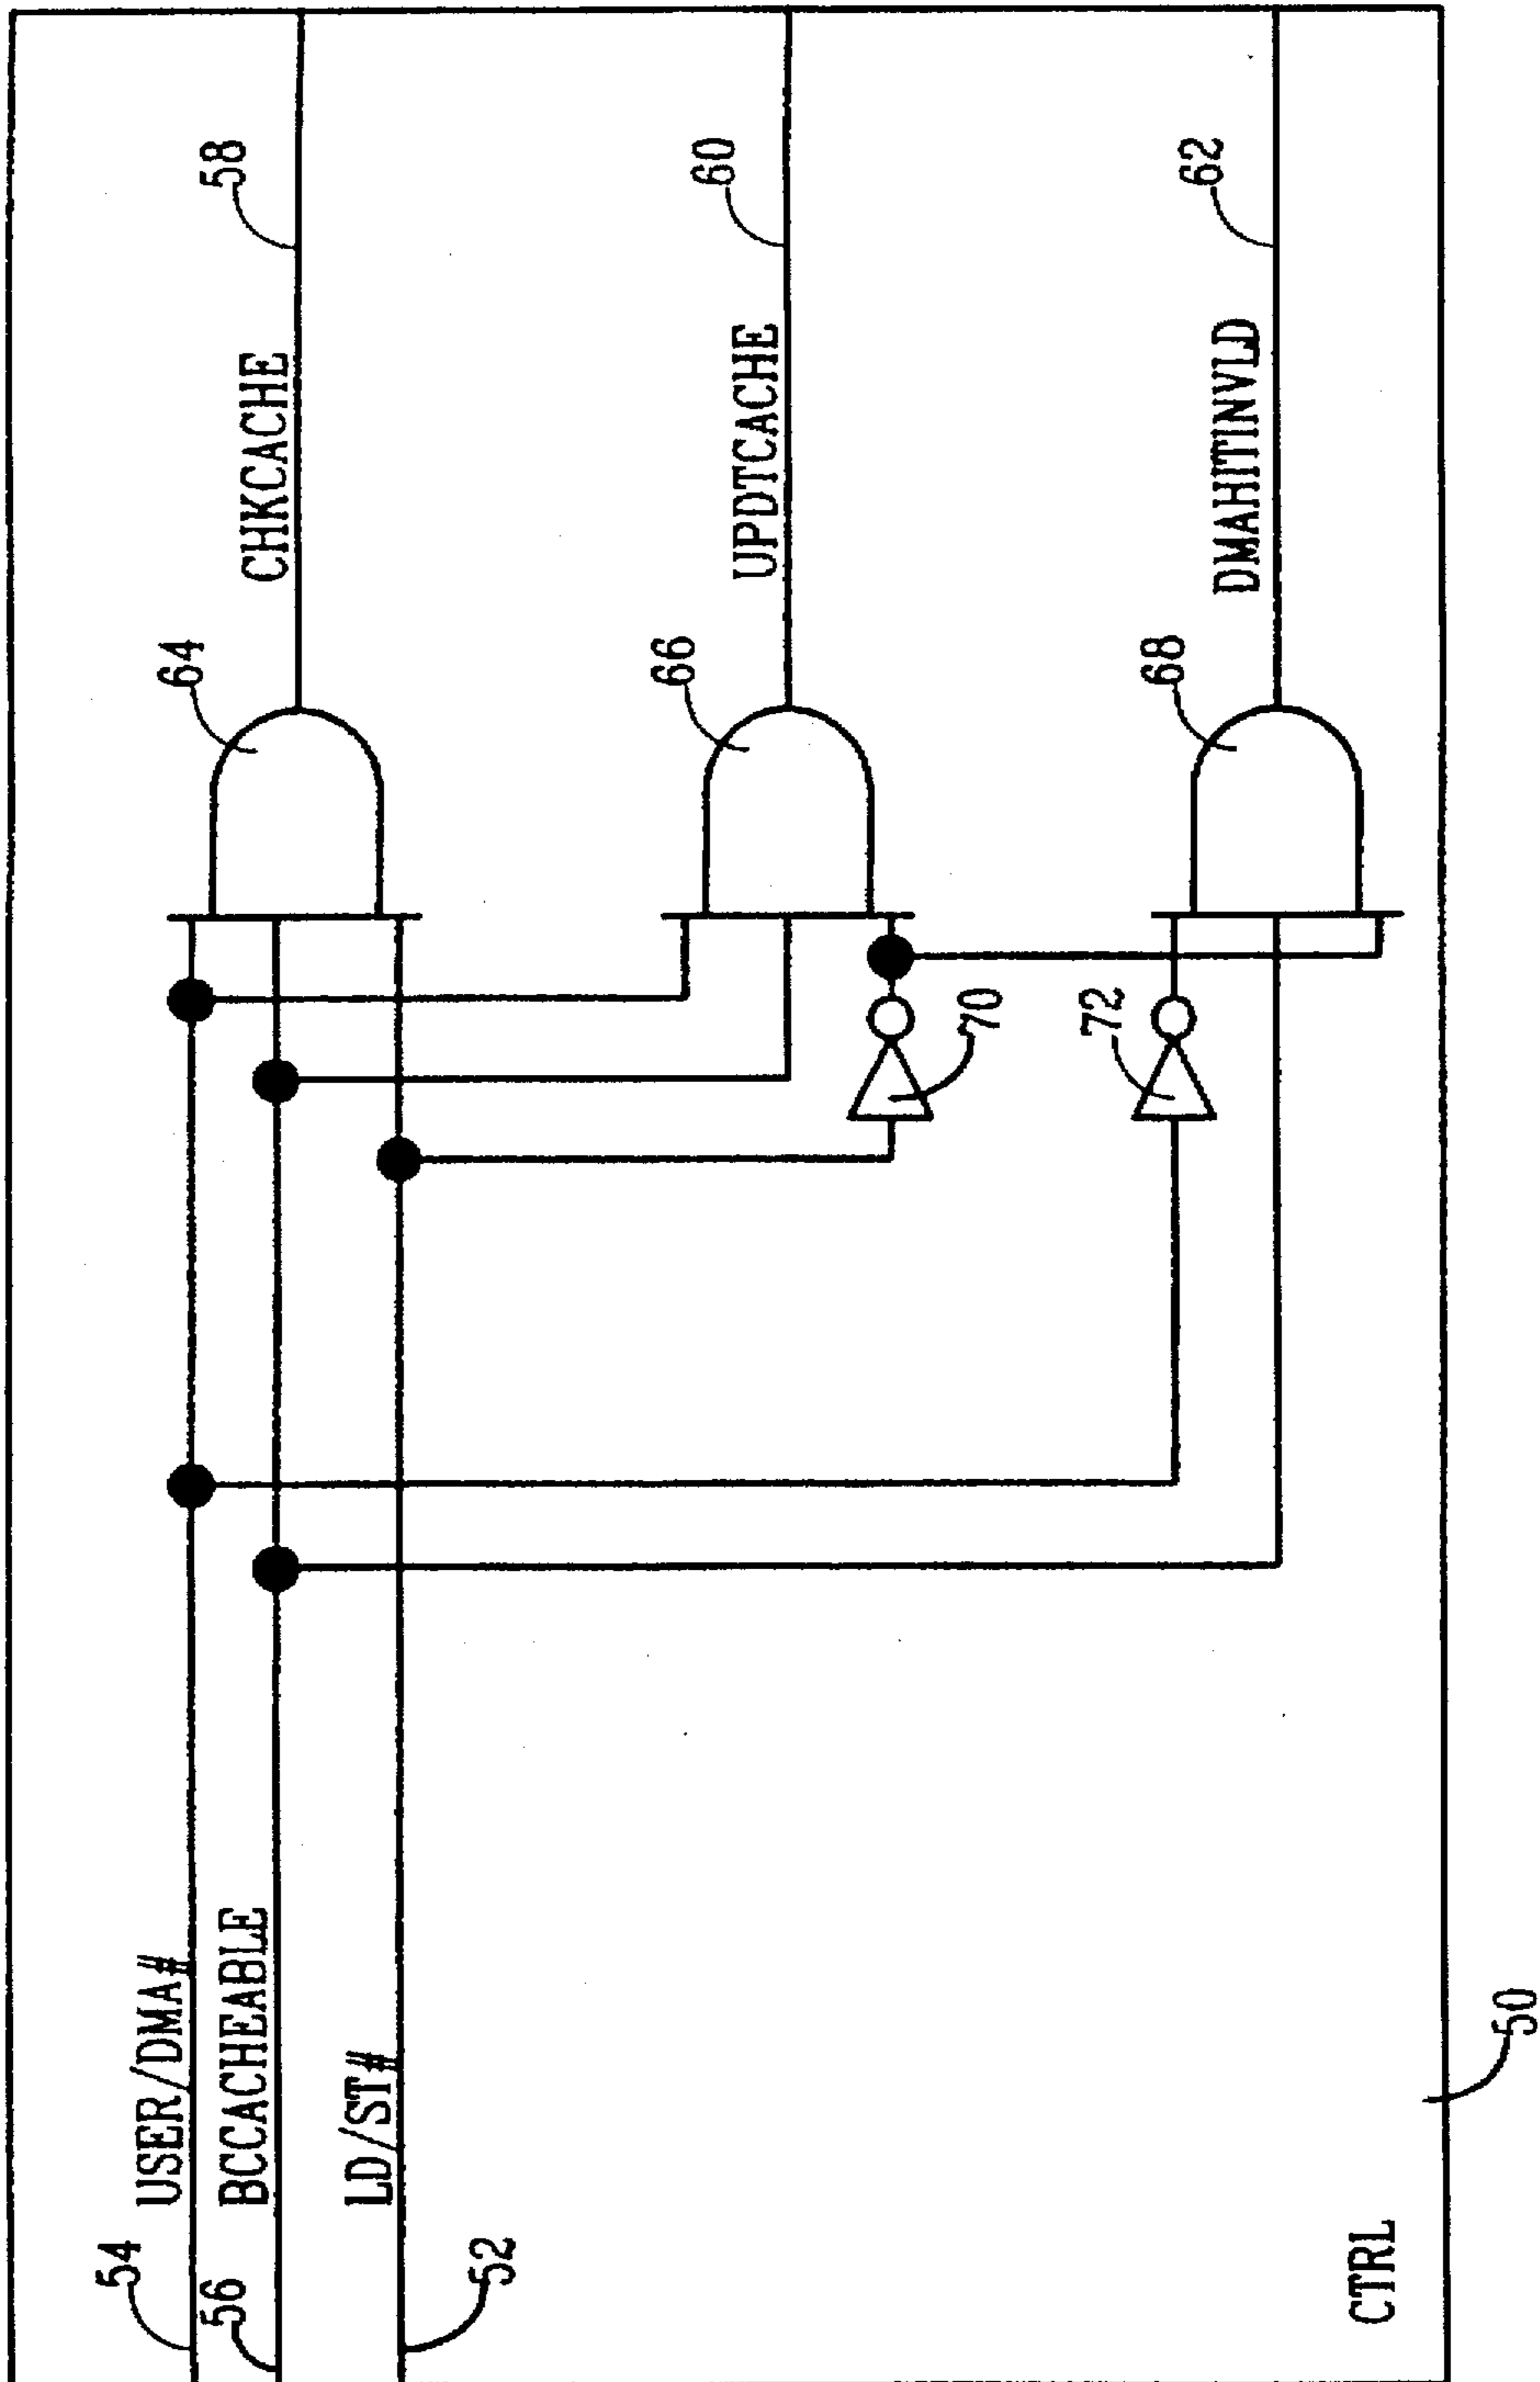 54
USER/DMA#
56
BCCACHEABLE
LD/ST#
52
64
CHKCACHE
58
66
UPDTCACHE
60
70
72
68
DMAHITINVLD
62
CTRL
50